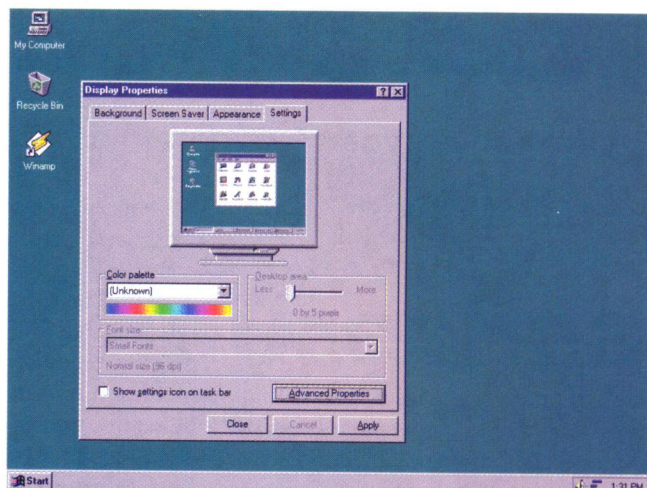 My Computer
Recycle Bin
Winamp
Display Properties
Background
Screen Saver
Appearance
Settings
Color palette
(Unknown)
Desktop area
Less
More
0 by 5 pixels
Font size
Small Fonts
Normal size (96 dpi)
Show settings icon on task bar
Advanced Properties
Close
Cancel
Apply
Start
1:31 PM